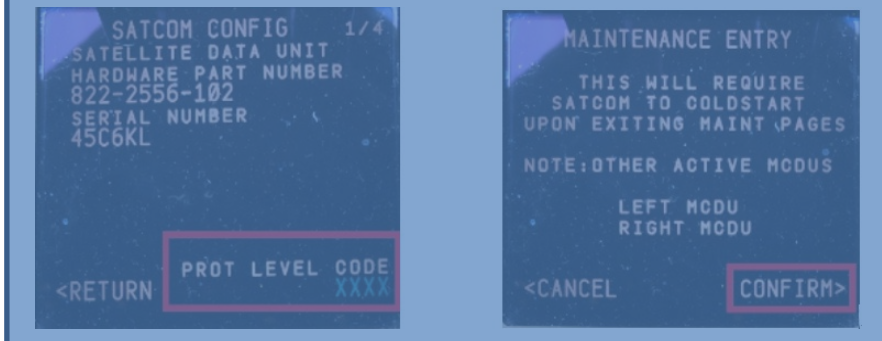 SATCOM CONFIG 1/4
SATELLITE DATA UNIT
HARDWARE PART NUMBER
822-2556-102
SERIAL NUMBER
45C6KL
PROT LEVEL CODE
<RETURN XXXX
MAINTENANCE ENTRY
THIS WILL REQUIRE
SATCOM TO COLDSTART
UPON EXITING MAINT PAGES
NOTE:OTHER ACTIVE MCDUS
LEFT MCDU
RIGHT MCDU
<CANCEL CONFIRM>